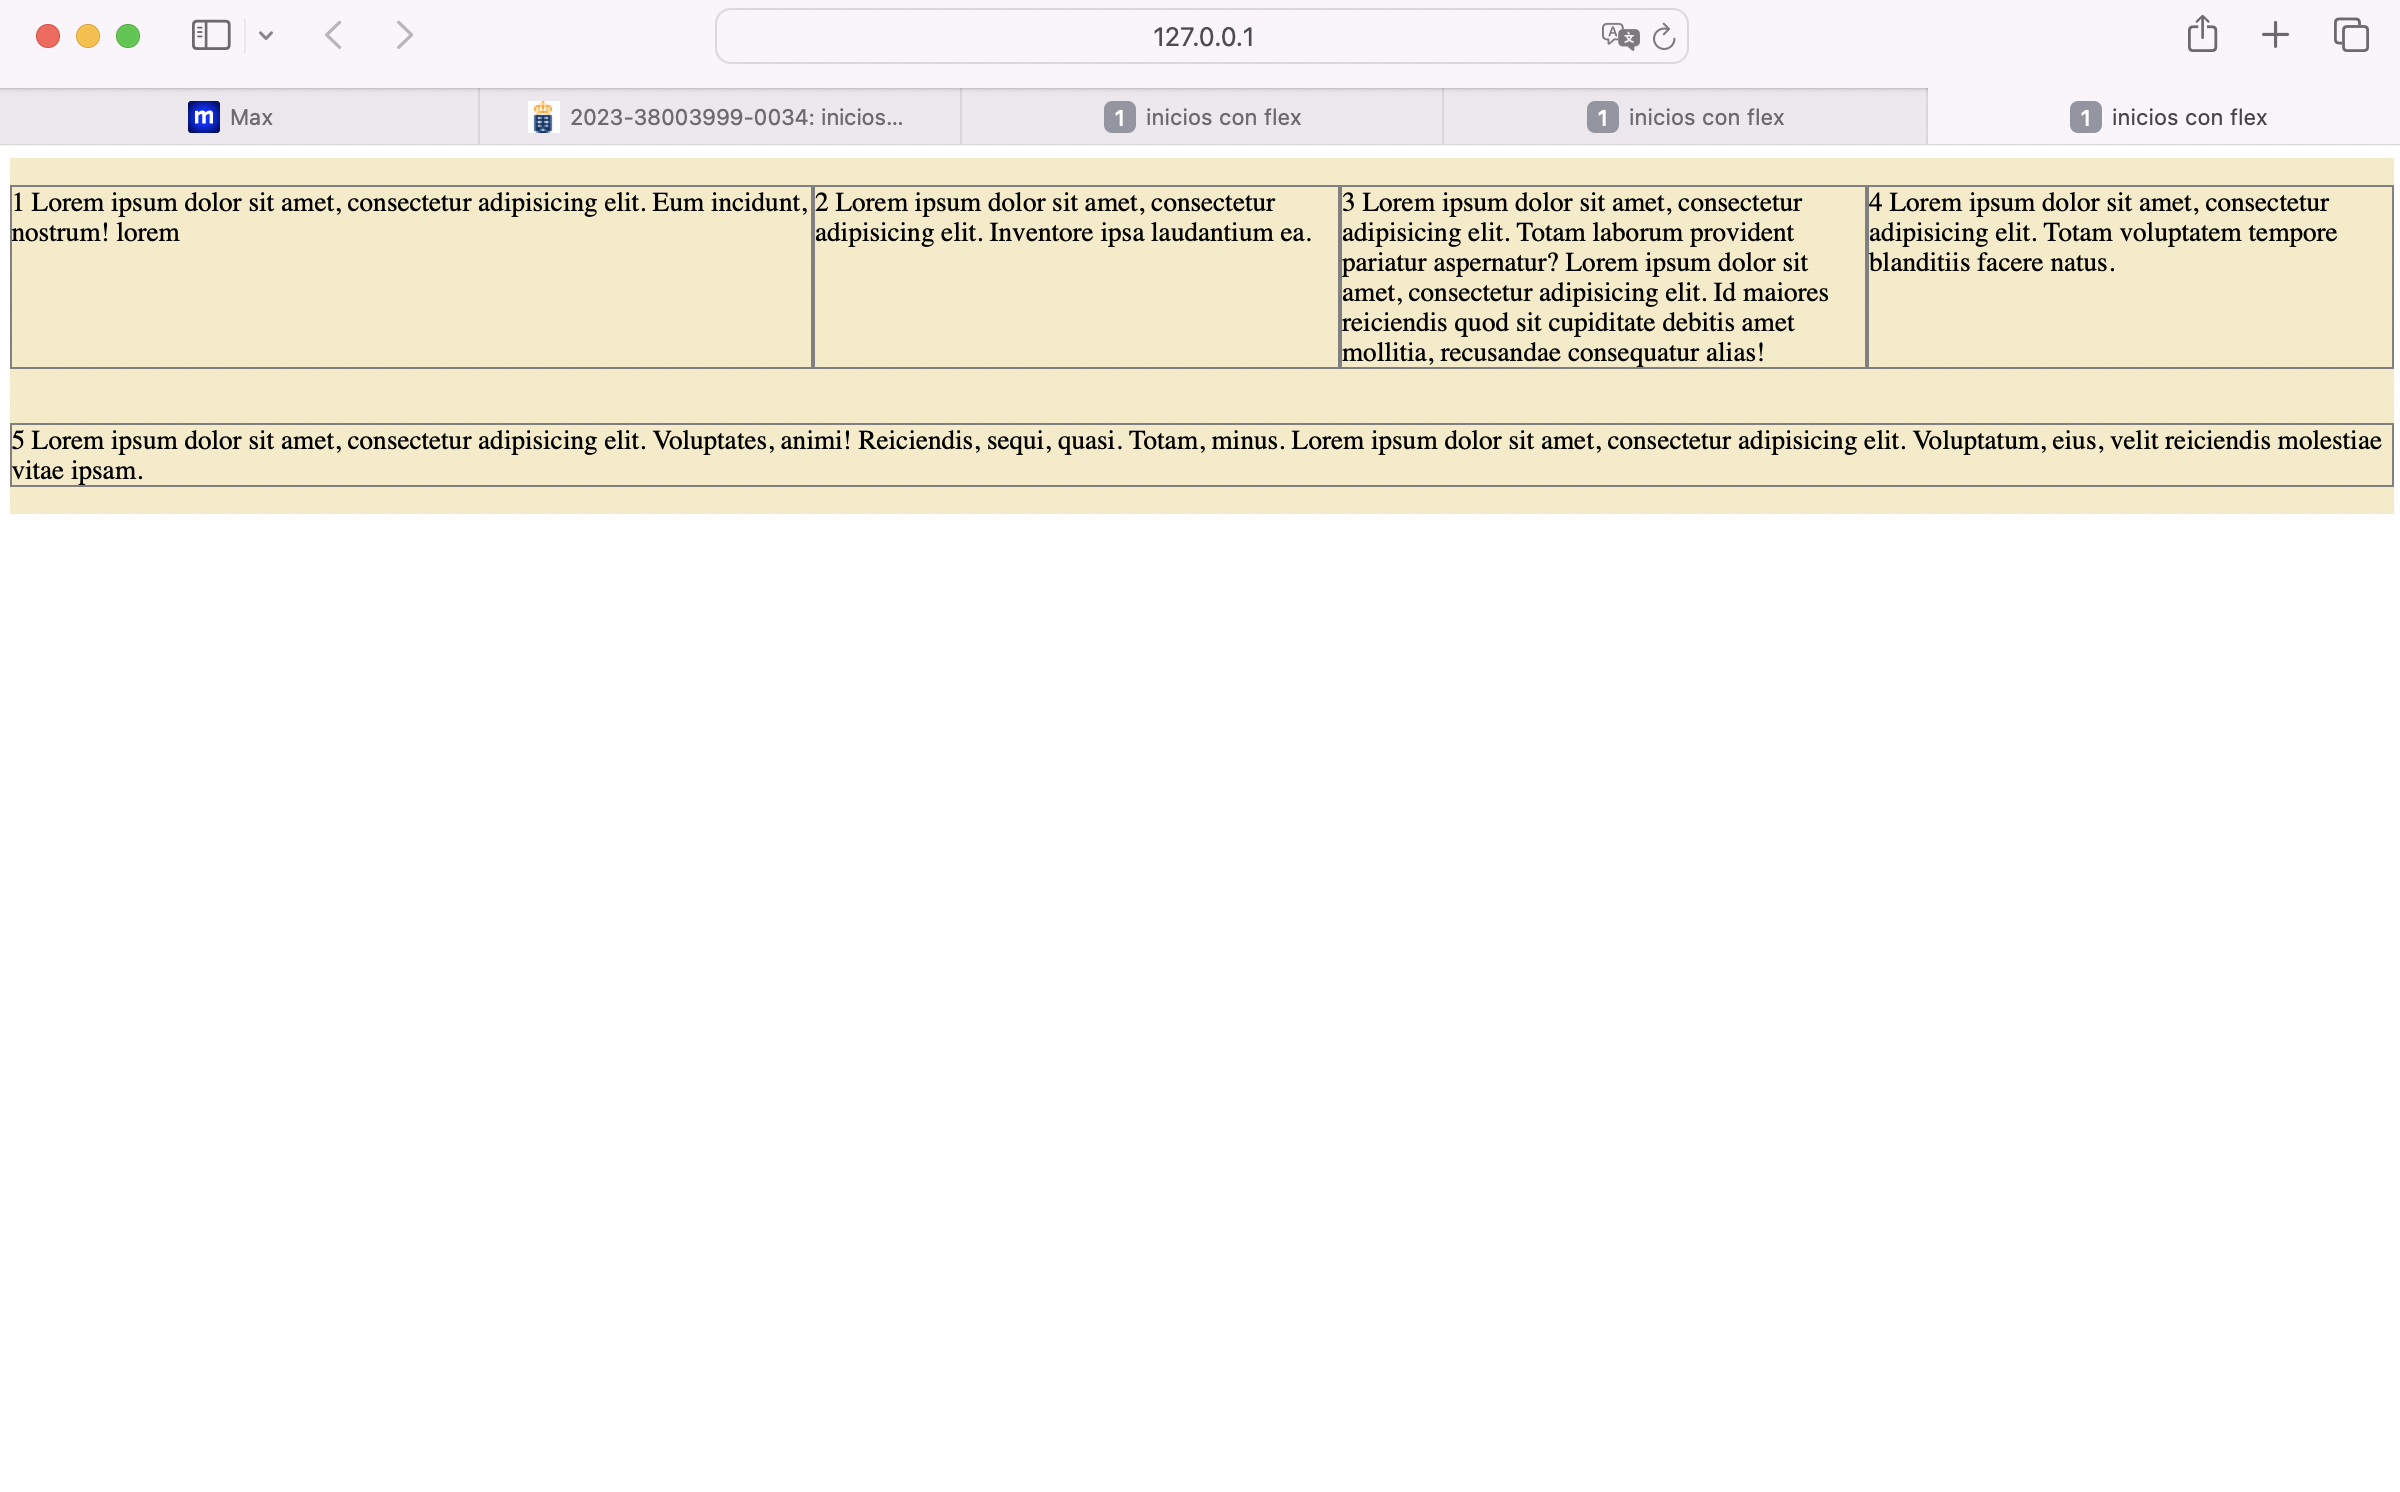 127.0.0.1
m Max
2023-38003999-0034: inicios...
1 inicios con flex
1 inicios con flex
1 inicios con flex
1 Lorem ipsum dolor sit amet, consectetur adipisicing elit. Eum incidunt,
nostrum! lorem
2 Lorem ipsum dolor sit amet, consectetur
adipisicing elit. Inventore ipsa laudantium ea.
3 Lorem ipsum dolor sit amet, consectetur
adipisicing elit. Totam laborum provident
pariatur aspernatur? Lorem ipsum dolor sit
amet, consectetur adipisicing elit. Id maiores
reiciendis quod sit cupiditate debitis amet
mollitia, recusandae consequatur alias!
4 Lorem ipsum dolor sit amet, consectetur
adipisicing elit. Totam voluptatem tempore
blanditiis facere natus.
5 Lorem ipsum dolor sit amet, consectetur adipisicing elit. Voluptates, animi! Reiciendis, sequi, quasi. Totam, minus. Lorem ipsum dolor sit amet, consectetur adipisicing elit. Voluptatum, eius, velit reiciendis molestiae
vitae ipsam.